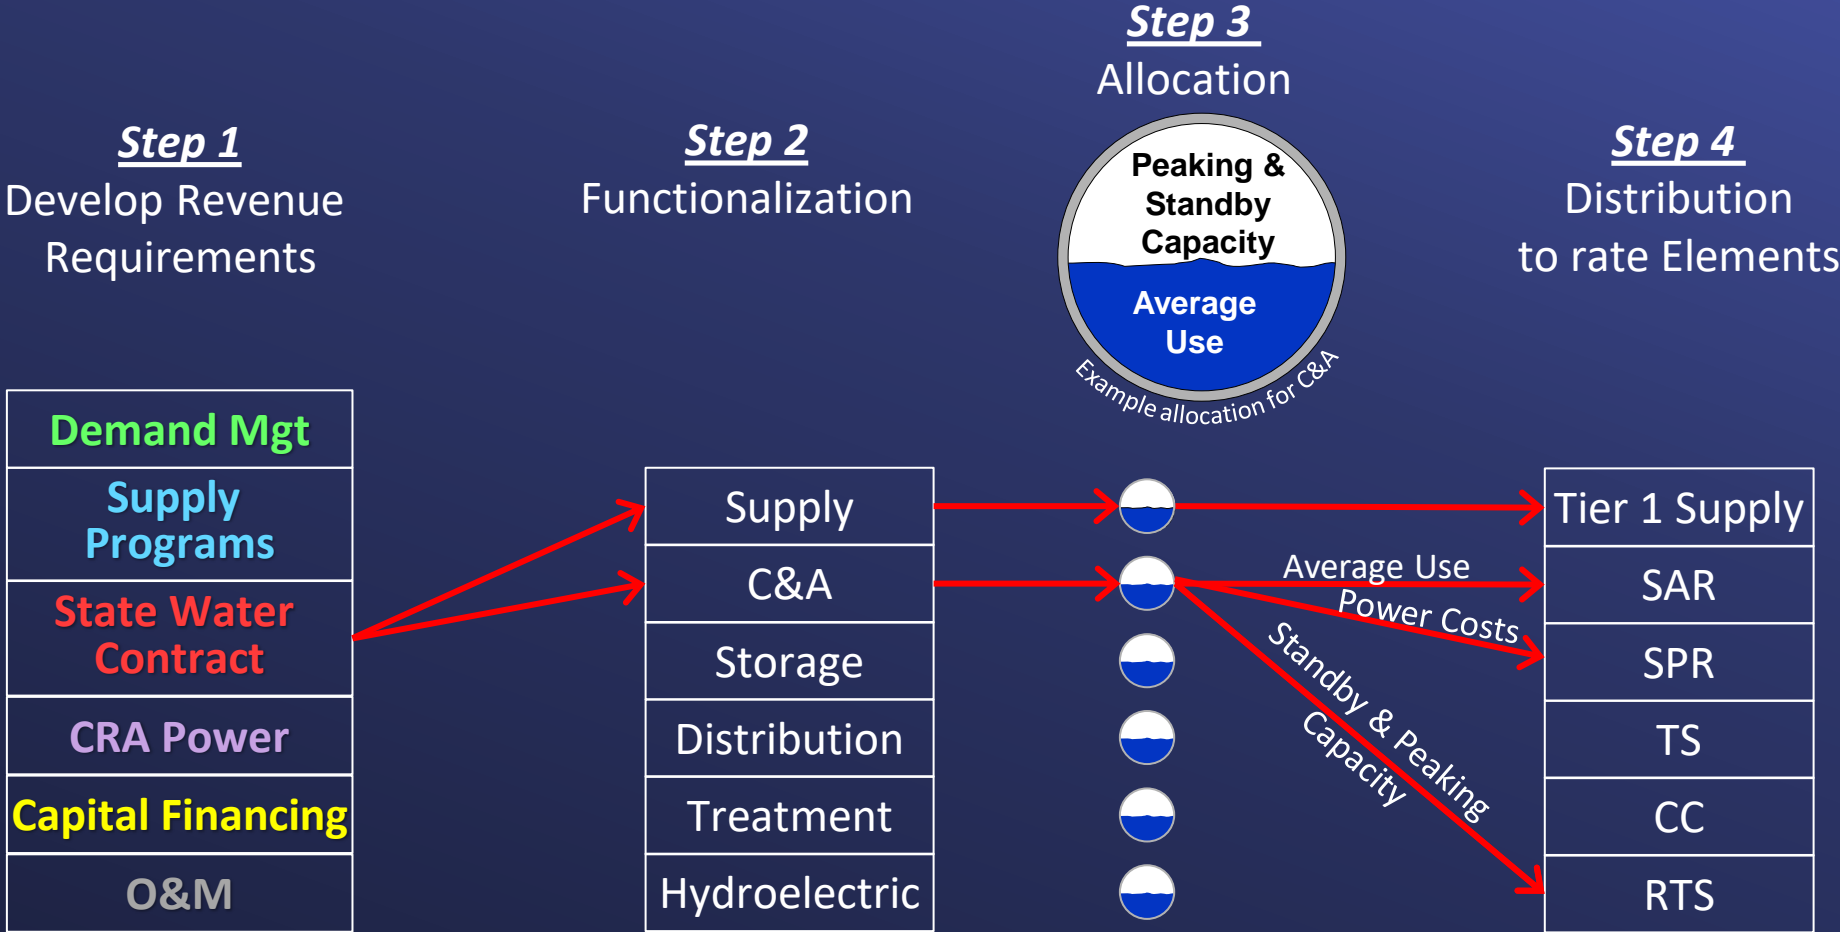 Step 1
Develop Revenue
Requirements
Demand Mgt
Supply
Programs
State Water
Contract
CRA Power
Capital Financing
O&M
Step 2
Functionalization
Supply
C&A
Storage
Distribution
Treatment
Hydroelectric
Step 3
Allocation
Peaking &
Standby
Capacity
Average
Use
Example allocation for C&A
Average Use
Power Costs
Standby & Peaking
Capacity
Step 4
Distribution
to rate Elements
Tier 1 Supply
SAR
SPR
TS
CC
RTS